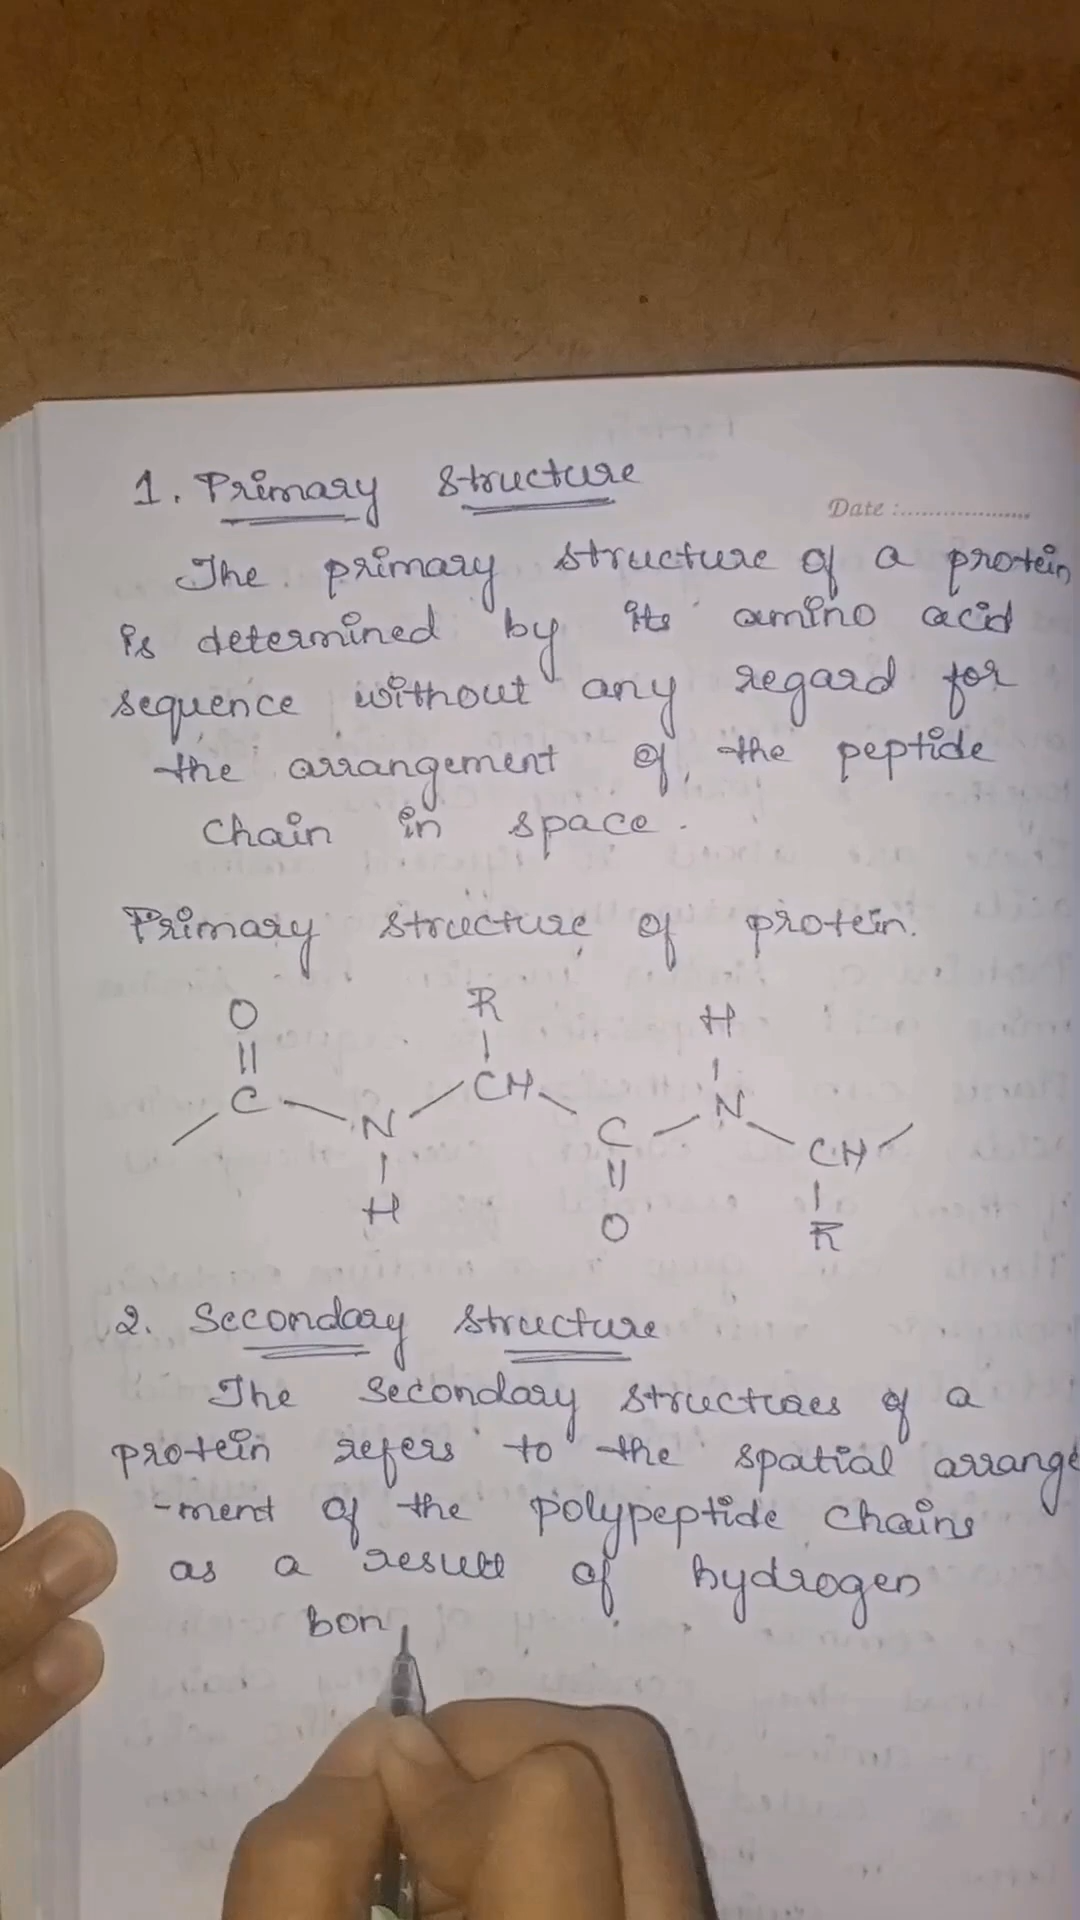 1. Primary Structure
Date :....................
The primary structure of a protein
is determined by its amino acid
sequence without any regard for
the arrangement of the peptide
chain in space.
Primary structure of protein.
O R H
|| | |
C N CH C N CH
| || |
H O R
2. Secondary Structure
The Secondary structures of a
protein refers to the spatial arrange
-ment of the polypeptide chains
as a result of hydrogen
bon